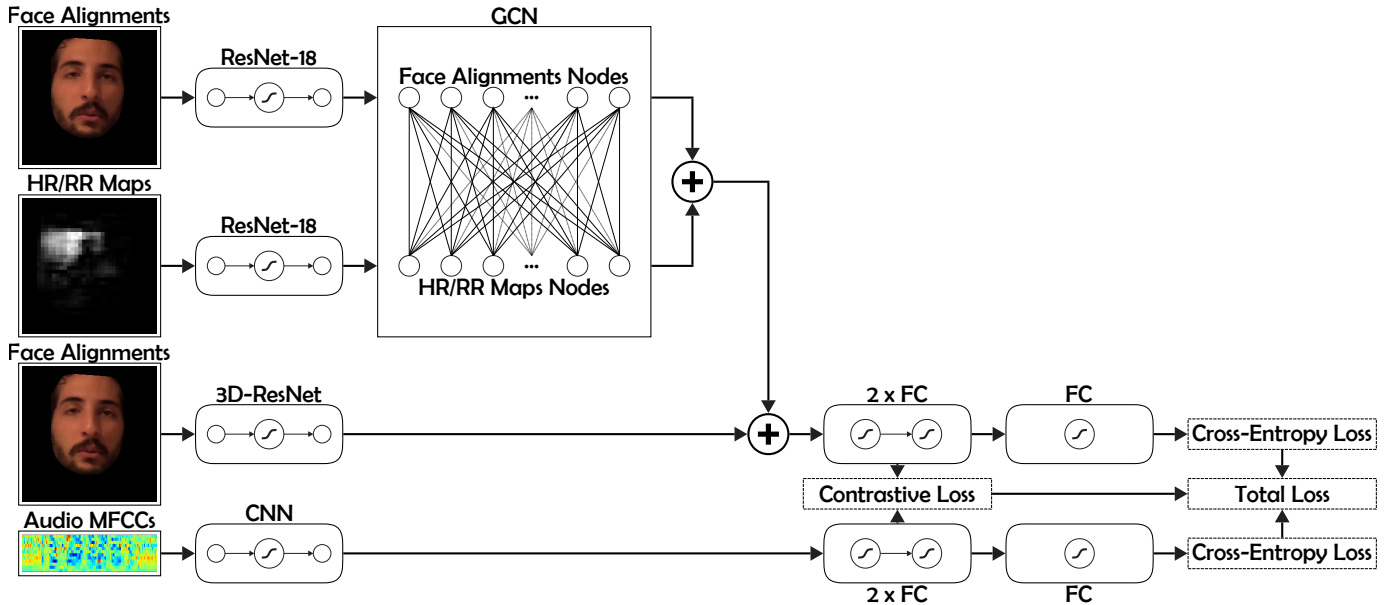 Face Alignments
GCN
ResNet-18
Face Alignments Nodes
...
HR/RR Maps
ResNet-18
...
HR/RR Maps Nodes
Face Alignments
3D-ResNet
2 x FC
FC
Cross-Entropy Loss
Contrastive Loss
Total Loss
Audio MFCCs
CNN
Cross-Entropy Loss
2 x FC
FC